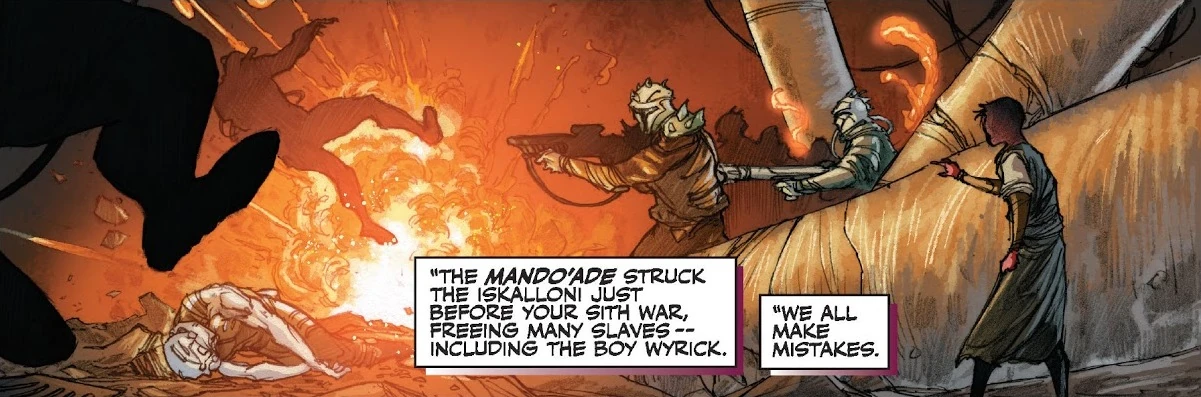 "THE MANDO'ADE STRUCK
THE ISKALLONI JUST
BEFORE YOUR SITH WAR,
FREEING MANY SLAVES --
INCLUDING THE BOY WYRICK.
"WE ALL
MAKE
MISTAKES.